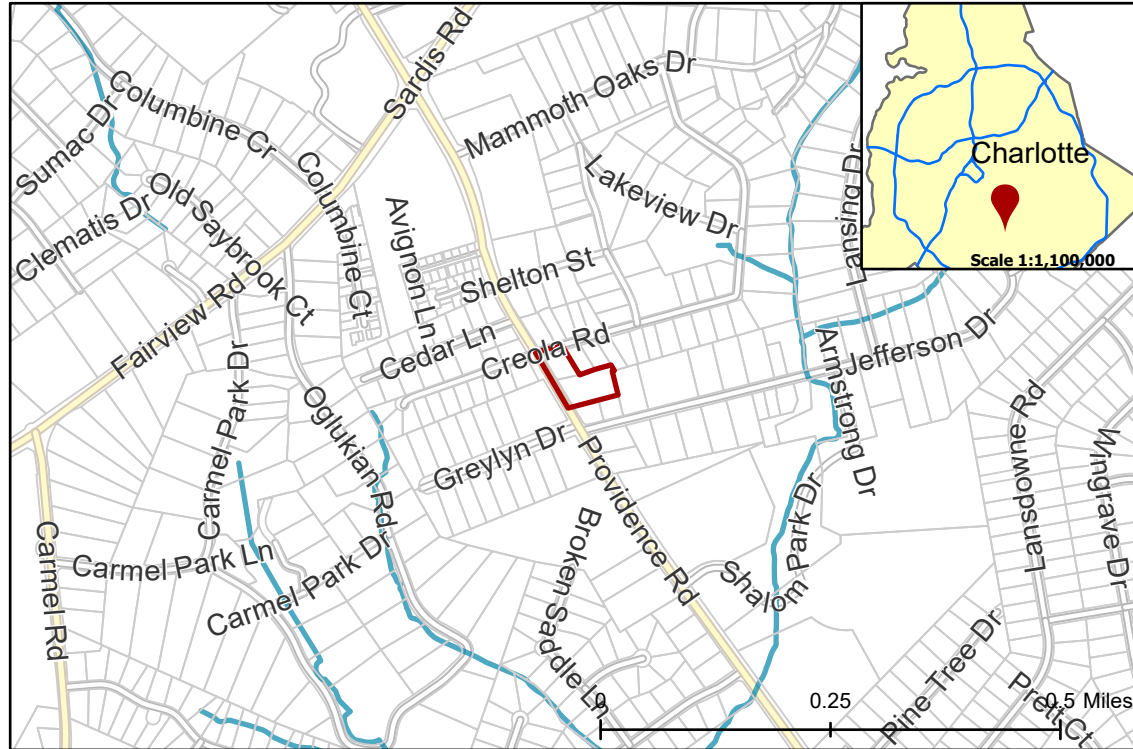 Sardis Rd
Mammoth Oaks Dr
Columbine Cr
Sumac Dr
Charlotte
Scale 1:1,100,000
Columbine Ct
Old Saybrook Ct
Clematis Dr
Lakeview Dr
Lansing Dr
Avignon Ln
Shelton St
Fairview Rd
Cedar Ln
Creola Rd
Jefferson Dr
Armstrong Dr
Carmel Park Dr
Oglukian Rd
Greylyn Dr
Providence Rd
Lansdowne Rd
Wingrave Dr
Carmel Rd
Carmel Park Ln
Carmel Park Dr
Broken Saddle Ln
Shalom Park Dr
Pine Tree Dr
0
0.25
0.5 Miles